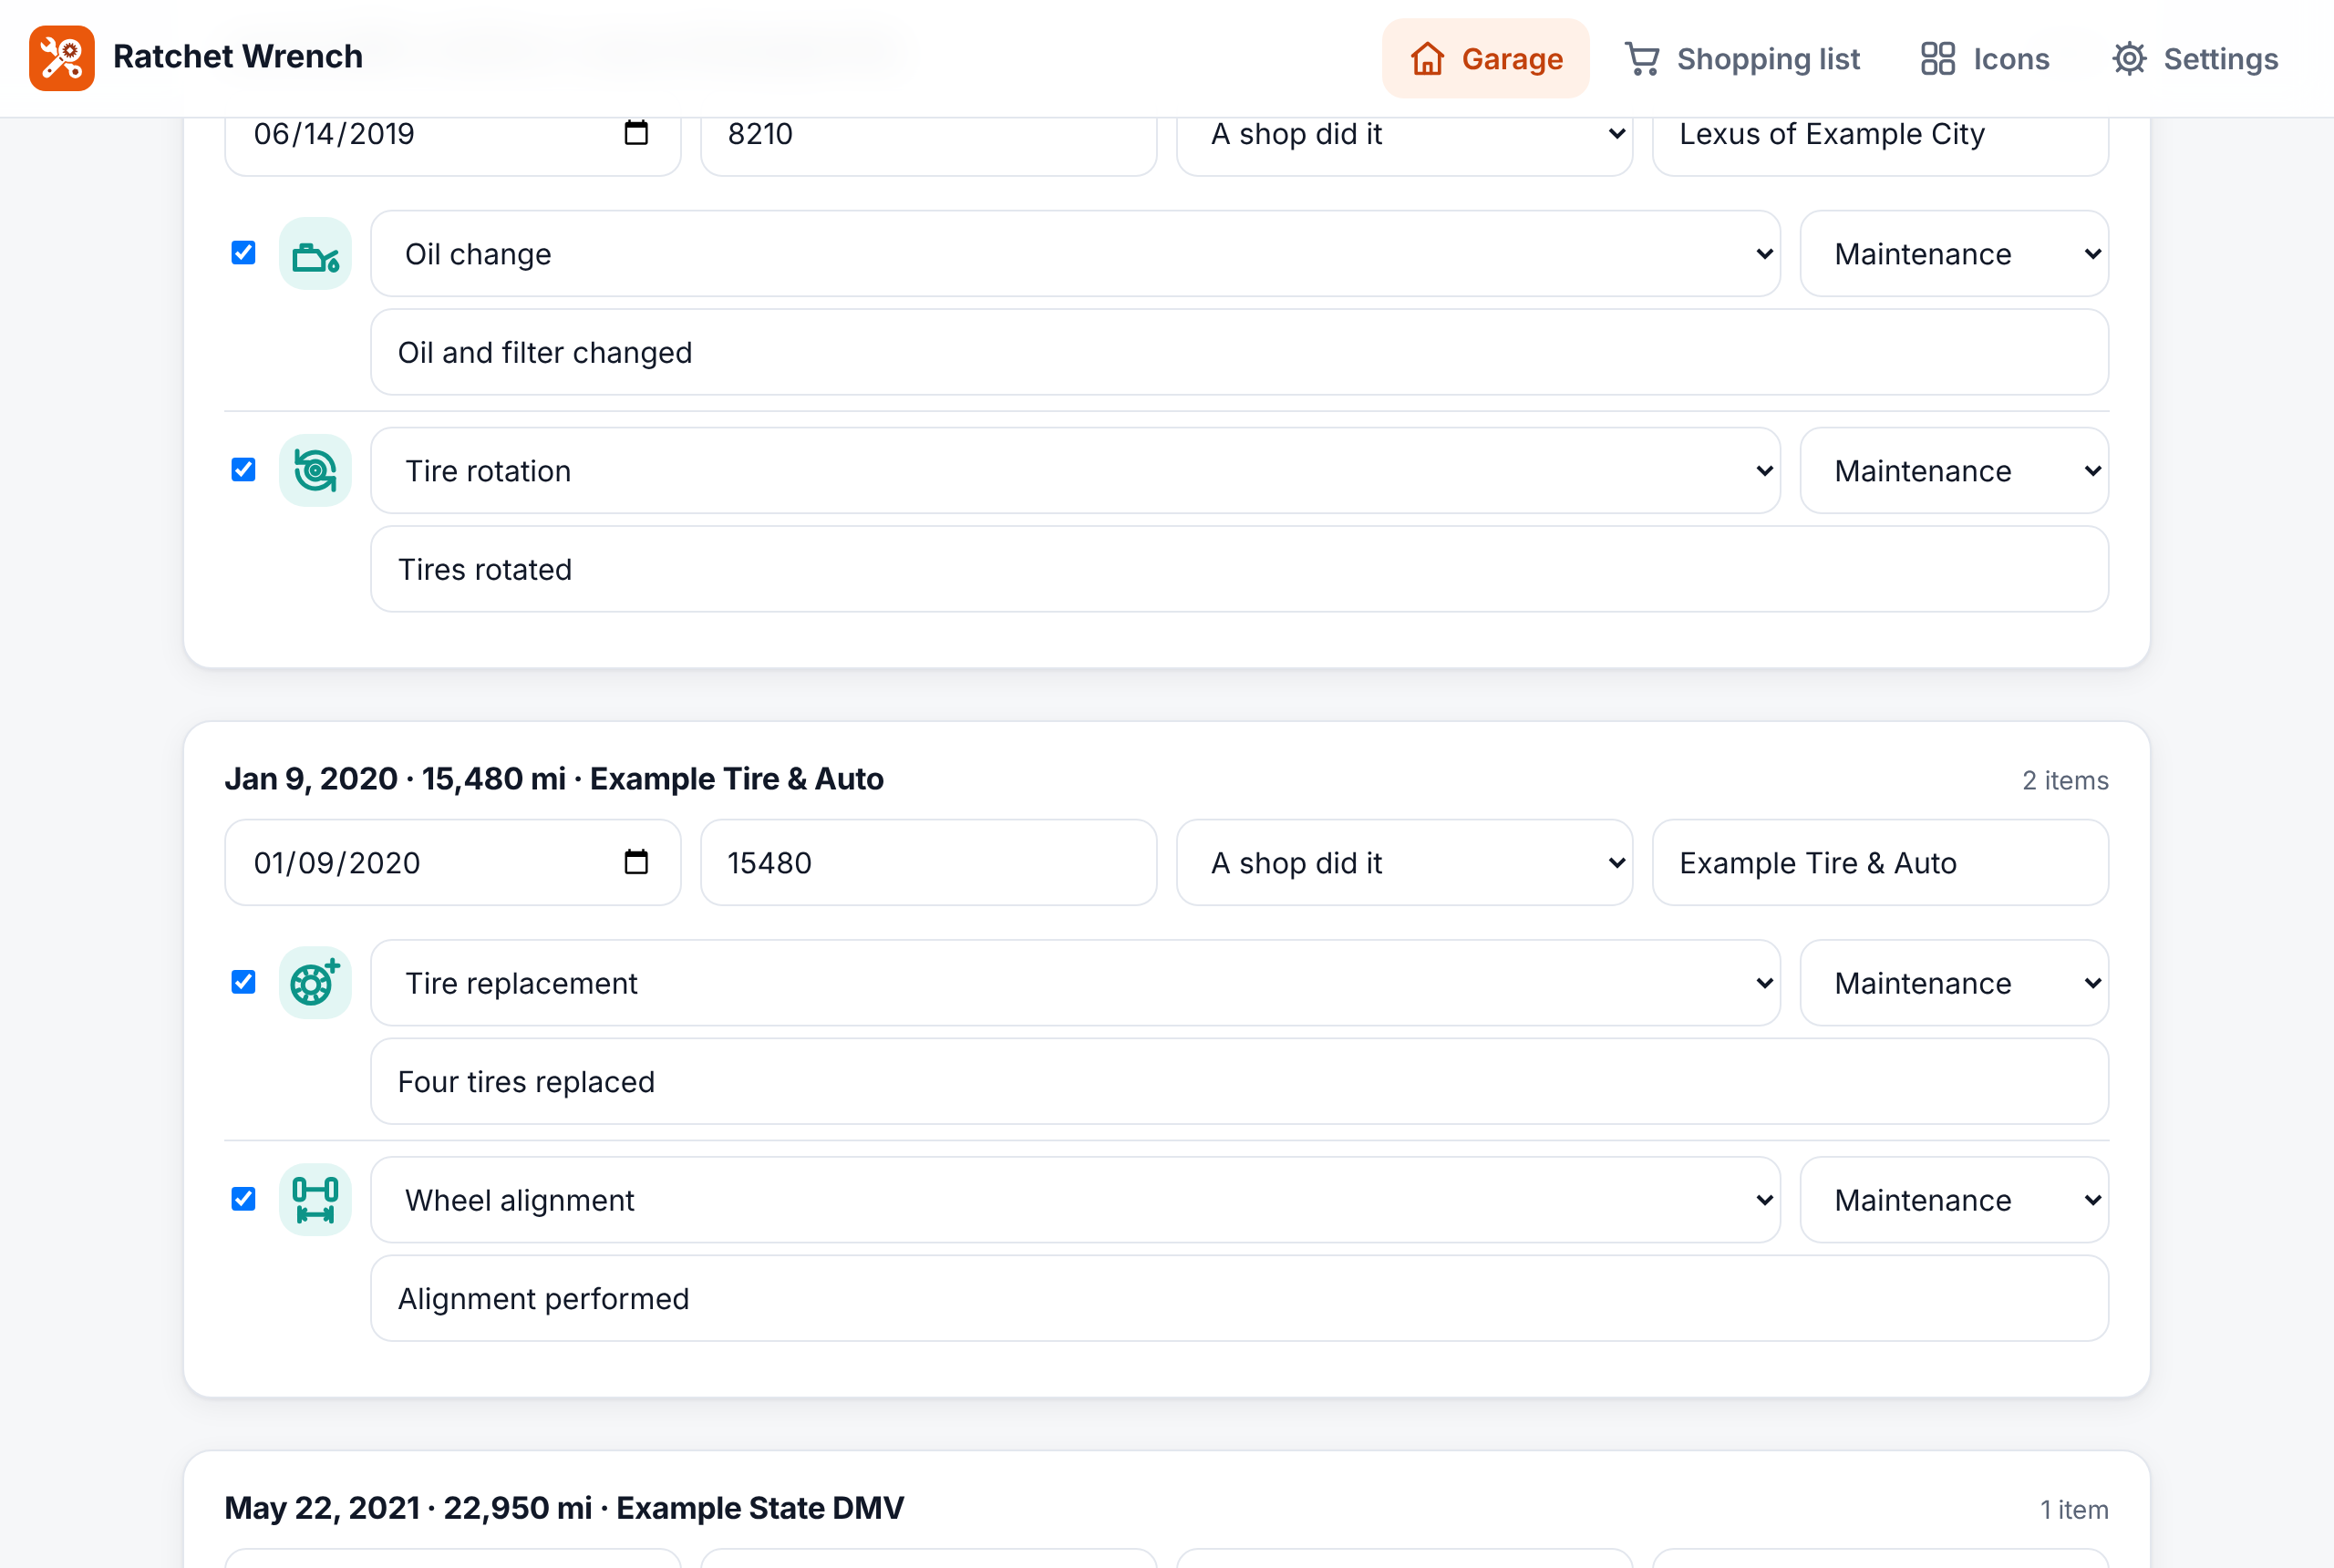 Ratchet Wrench
Garage
Shopping list
Icons
Settings
06/14/2019
8210
A shop did it
Lexus of Example City
Oil change
Maintenance
Oil and filter changed
Tire rotation
Maintenance
Tires rotated
Jan 9, 2020 · 15,480 mi · Example Tire & Auto
2 items
01/09/2020
15480
A shop did it
Example Tire & Auto
Tire replacement
Maintenance
Four tires replaced
Wheel alignment
Maintenance
Alignment performed
May 22, 2021 · 22,950 mi · Example State DMV
1 item